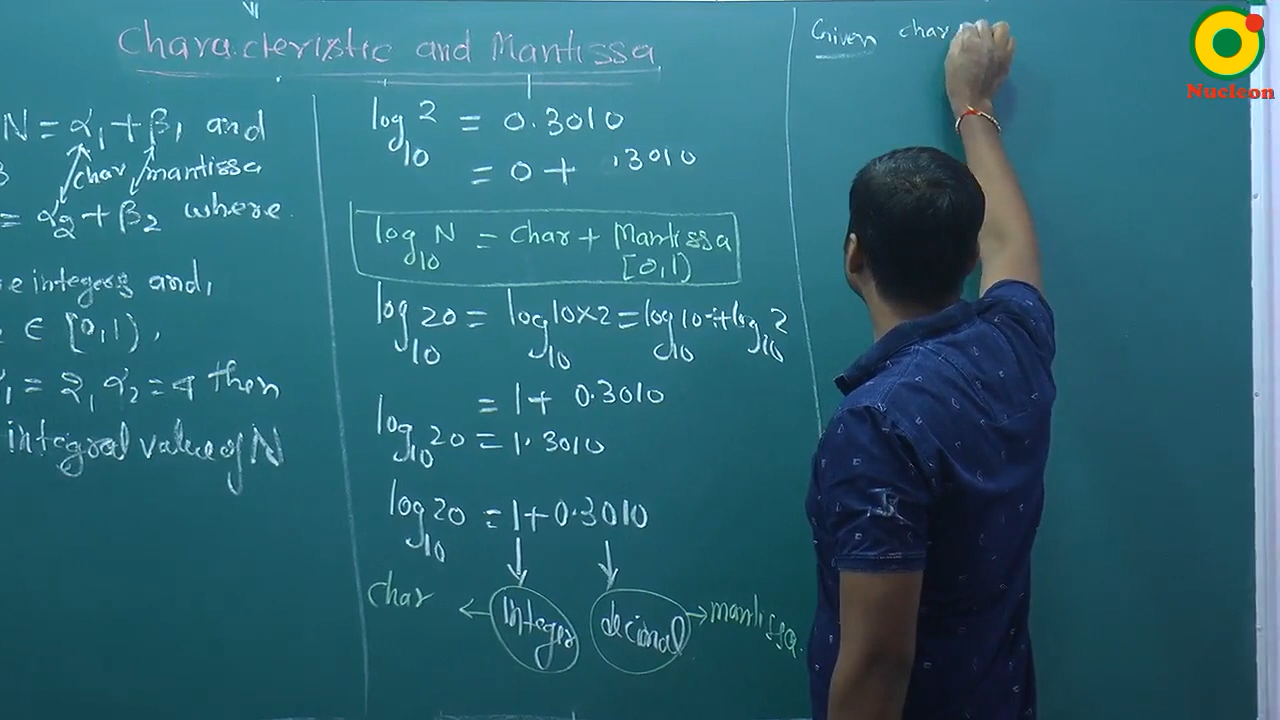 Characteristic and Mantissa
N = α₁ + β₁ and
3 char mantissa
= α₂ + β₂ where
e integers and,
∈ [0,1),
₁ = 2, α₂ = 4 then
integral value of N
log₁₀ 2 = 0.3010
= 0 + .3010
log₁₀ N = char + Mantissa
[0,1)
log₁₀ 20 = log₁₀ 10×2 = log₁₀ 10 + log₁₀ 2
= 1 + 0.3010
log₁₀ 20 = 1.3010
log₁₀ 20 = 1 + 0.3010
char ← integer decimal → mantissa
Given char
Nucleon